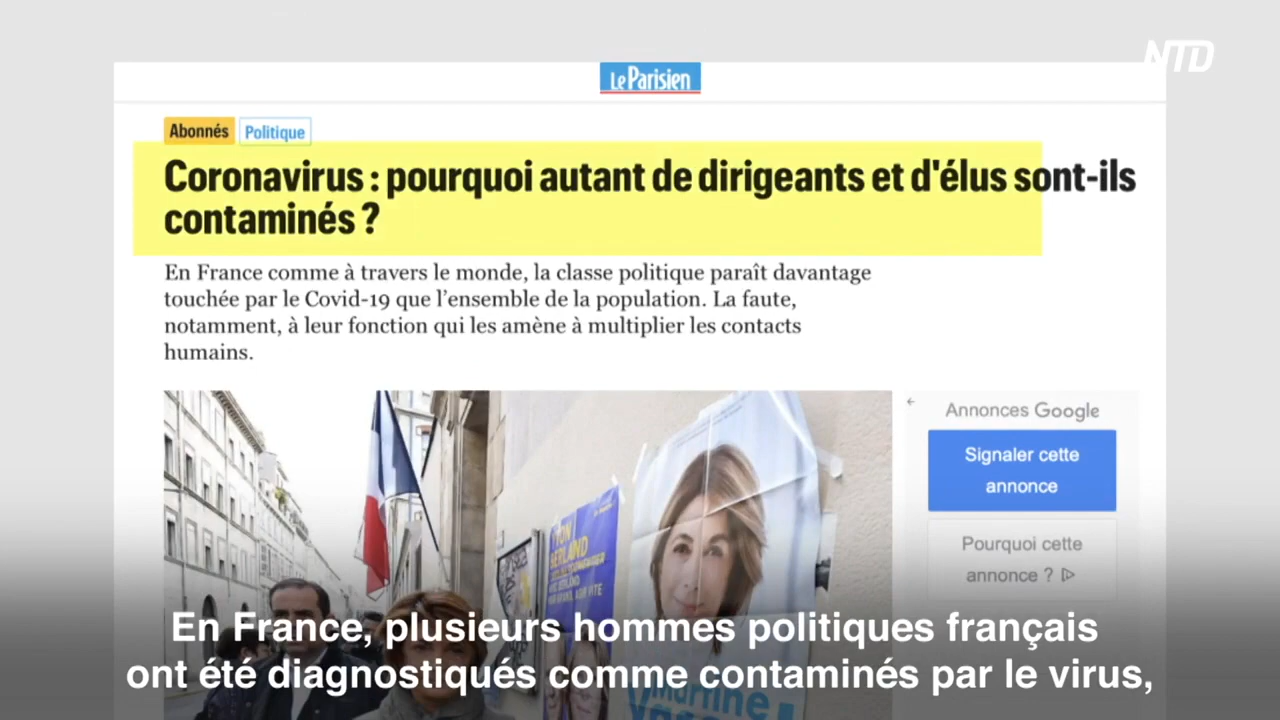 NTD
Le Parisien
Abonnés Politique
Coronavirus : pourquoi autant de dirigeants et d'élus sont-ils
contaminés ?
En France comme à travers le monde, la classe politique paraît davantage
touchée par le Covid-19 que l’ensemble de la population. La faute,
notamment, à leur fonction qui les amène à multiplier les contacts
humains.
Annonces Google
Signaler cette
annonce
Pourquoi cette
annonce ?
YVON
BERLAND
Martine
En France, plusieurs hommes politiques français
ont été diagnostiqués comme contaminés par le virus,